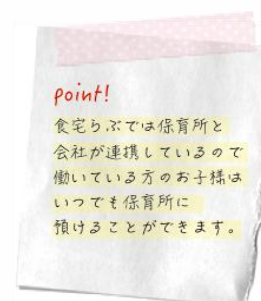 point!
食宅らぶでは保育所と
会社が連携しているので
働いている方のお子様は
いつでも保育所に
預けることができます。